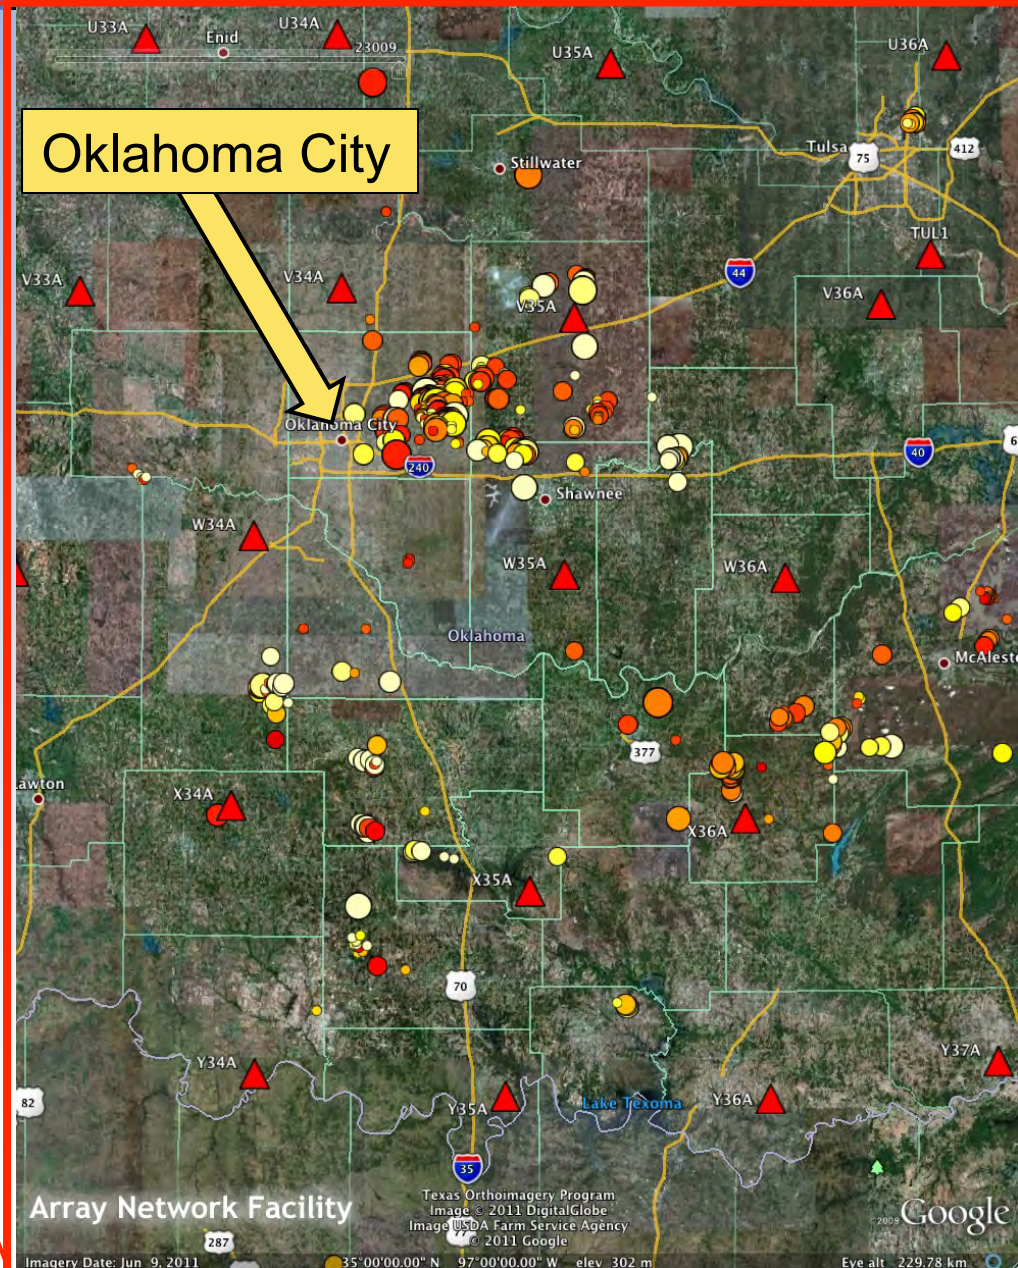 U33A
Enid
U34A
23009
U35A
U36A
Oklahoma City
Stillwater
Tulsa
75
412
TUL1
V33A
V34A
44
V35A
V36A
Oklahoma City
240
40
6
Shawnee
W34A
W35A
W36A
Oklahoma
McAleste
377
awton
X34A
X36A
X35A
70
Y34A
Y37A
82
Y35A
Lake Texoma
Y36A
35
Array Network Facility
Texas Orthoimagery Program
Image © 2011 DigitalGlobe
Image USDA Farm Service Agency
© 2011 Google
77
©2009 Google
287
Imagery Date: Jun 9, 2011
35°00'00.00" N 97°00'00.00" W elev 302 m
Eye alt 229.78 km